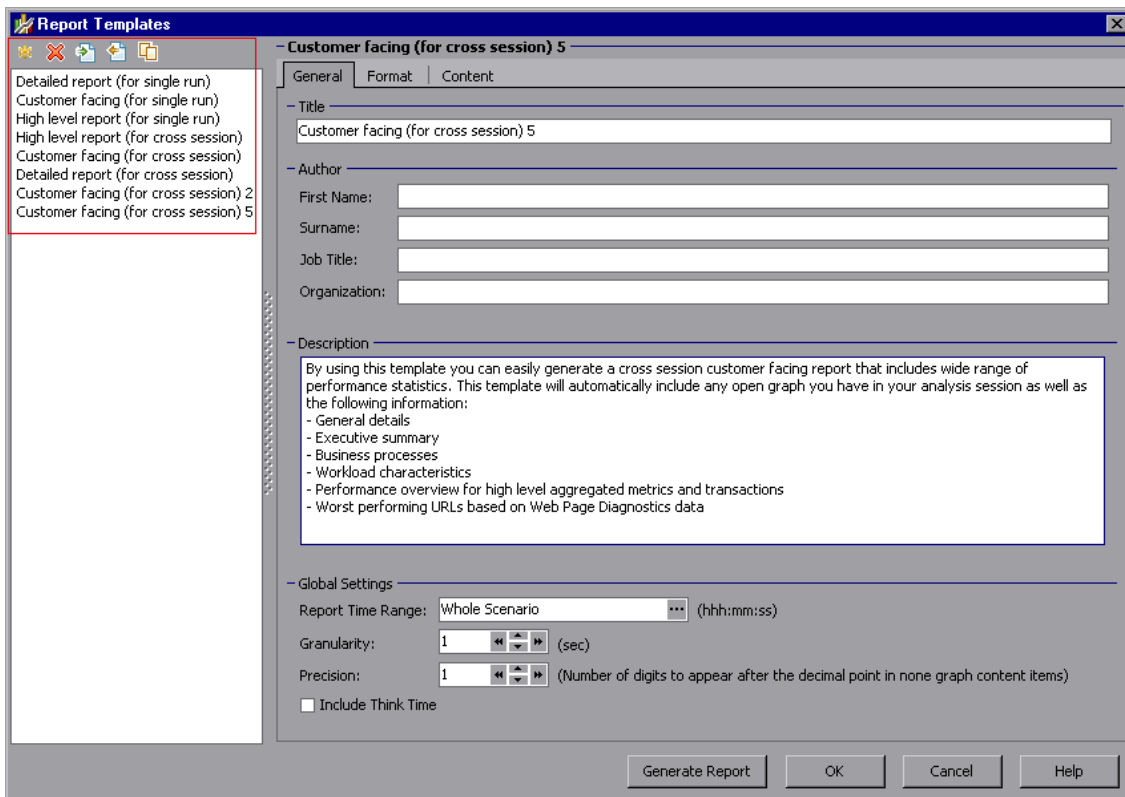 Report Templates
Detailed report (for single run)
Customer facing (for single run)
High level report (for single run)
High level report (for cross session)
Customer facing (for cross session)
Detailed report (for cross session)
Customer facing (for cross session) 2
Customer facing (for cross session) 5
Customer facing (for cross session) 5
General
Format
Content
Title
Customer facing (for cross session) 5
Author
First Name:
Surname:
Job Title:
Organization:
Description
By using this template you can easily generate a cross session customer facing report that includes wide range of
performance statistics. This template will automatically include any open graph you have in your analysis session as well as
the following information:
- General details
- Executive summary
- Business processes
- Workload characteristics
- Performance overview for high level aggregated metrics and transactions
- Worst performing URLs based on Web Page Diagnostics data
Global Settings
Report Time Range: Whole Scenario ... (hhh:mm:ss)
Granularity: 1 (sec)
Precision: 1 (Number of digits to appear after the decimal point in none graph content items)
Include Think Time
Generate Report
OK
Cancel
Help